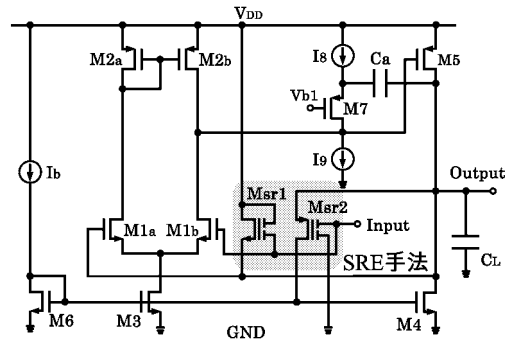 VDD
M2a
M2b
I8
Ca
M5
Vb1
M7
Ib
I9
Output
Msr1
Msr2
M1a
M1b
Input
SRE手法
CL
M6
M3
M4
GND